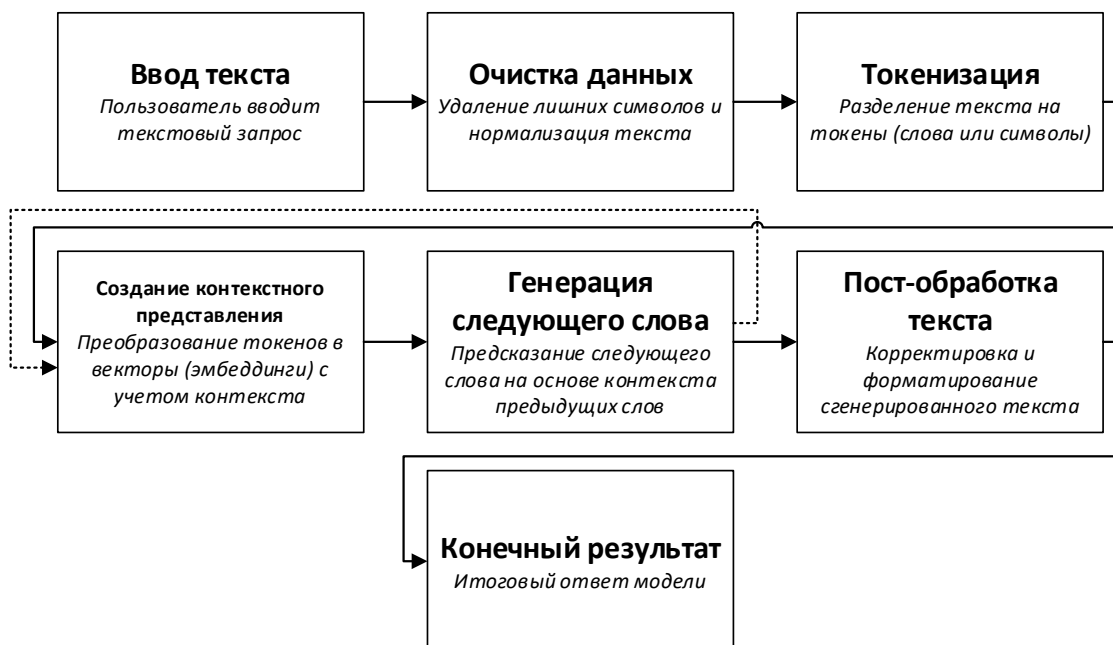 Ввод текста
Пользователь вводит
текстовый запрос
Очистка данных
Удаление лишних символов и
нормализация текста
Токенизация
Разделение текста на
токены (слова или символы)
Создание контекстного
представления
Преобразование токенов в
векторы (эмбеддинги) с
учетом контекста
Генерация
следующего слова
Предсказание следующего
слова на основе контекста
предыдущих слов
Пост-обработка
текста
Корректировка и
форматирование
сгенерированного текста
Конечный результат
Итоговый ответ модели